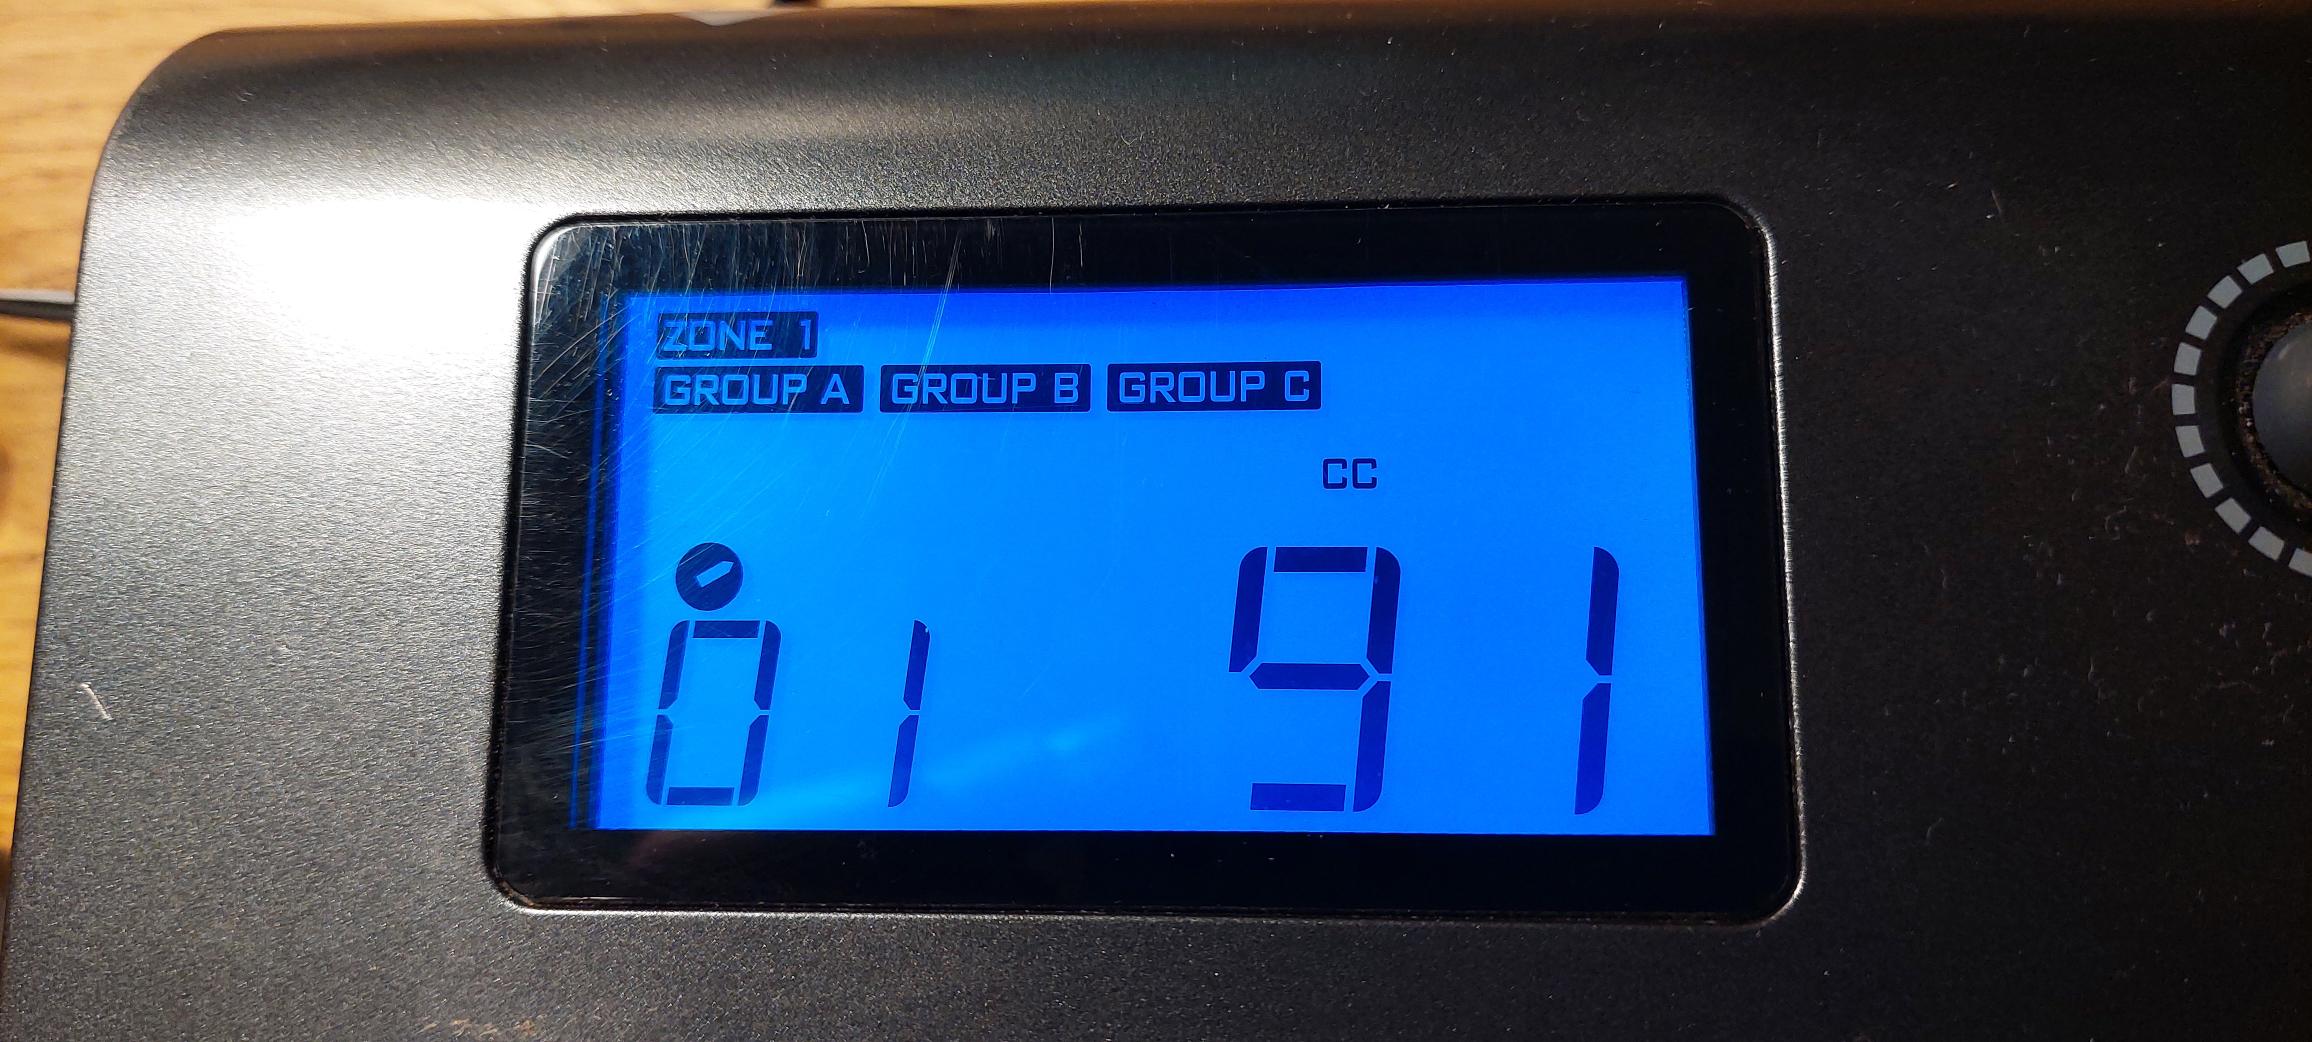 ZONE 1
GROUP A GROUP B GROUP C
CC
01 91